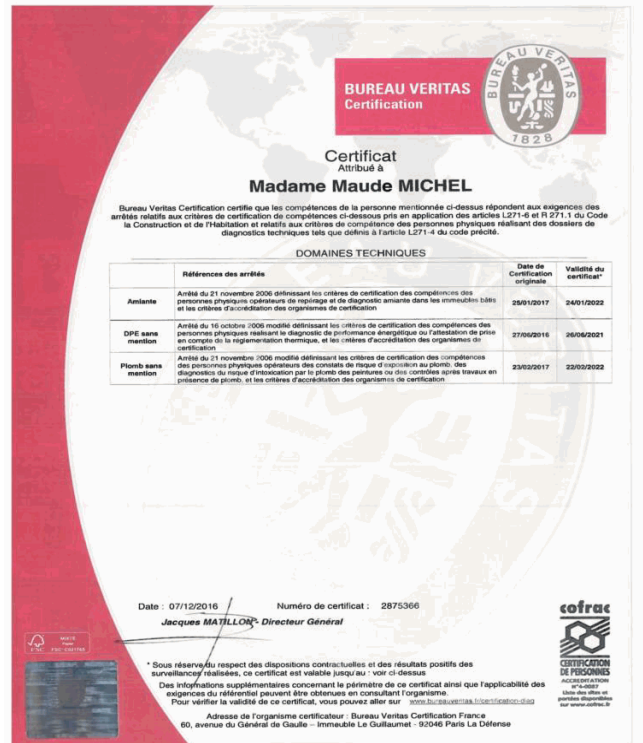 BUREAU VERITAS
Certification
BUREAU VERITAS
1828
Certificat
Attribué à
Madame Maude MICHEL
Bureau Veritas Certification certifie que les compétences de la personne mentionnée ci-dessus répondent aux exigences des
arrêtés relatifs aux critères de certification de compétences ci-dessous pris en application des articles L271-6 et R 271.1 du Code
la Construction et de l'Habitation et relatifs aux critères de compétence des personnes physiques réalisant des dossiers de
diagnostics techniques tels que définis à l'article L271-4 du code précité.
DOMAINES TECHNIQUES
Références des arrêtés
Date de Certification originale
Validité du certificat*
Amiante
Arrêté du 21 novembre 2006 définissant les critères de certification des compétences des
personnes physiques opérateurs de repérage et de diagnostic amiante dans les immeubles bâtis
et les critères d'accréditation des organismes de certification
25/01/2017
24/01/2022
DPE sans mention
Arrêté du 16 octobre 2006 modifié définissant les critères de certification des compétences des
personnes physiques réalisant le diagnostic de performance énergétique ou l'attestation de prise
en compte de la réglementation thermique, et les critères d'accréditation des organismes de
certification
27/06/2016
26/06/2021
Plomb sans mention
Arrêté du 21 novembre 2006 modifié définissant les critères de certification des compétences
des personnes physiques opérateurs des constats de risque d'exposition au plomb, des
diagnostics du risque d'intoxication par le plomb des peintures ou des contrôles après travaux en
présence de plomb, et les critères d'accréditation des organismes de certification
23/02/2017
22/02/2022
Date : 07/12/2016
Numéro de certificat : 2875366
Jacques MATILLON - Directeur Général
* Sous réserve du respect des dispositions contractuelles et des résultats positifs des
surveillances réalisées, ce certificat est valable jusqu'au : voir ci-dessus
Des informations supplémentaires concernant le périmètre de ce certificat ainsi que l'applicabilité des
exigences du référentiel peuvent être obtenues en consultant l'organisme.
Pour vérifier la validité de ce certificat, vous pouvez aller sur www.bureauveritas.fr/certification-diag
Adresse de l'organisme certificateur : Bureau Veritas Certification France
60, avenue du Général de Gaulle – Immeuble Le Guillaumet - 92046 Paris La Défense
MIXTE
FSC
cofrac
CERTIFICATION
DE PERSONNES
ACCREDITATION
N°4-0087
Liste des sites et
portées disponibles
sur www.cofrac.fr